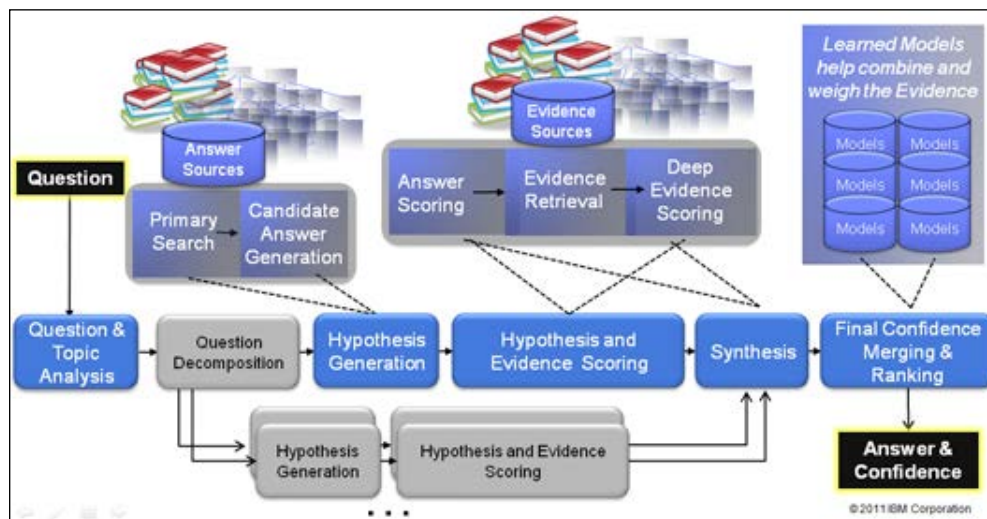 Learned Models
help combine and
weigh the Evidence
Answer
Sources
Evidence
Sources
Models Models
Models Models
Models Models
Question
Primary
Search
Candidate
Answer
Generation
Answer
Scoring
Evidence
Retrieval
Deep
Evidence
Scoring
Question &
Topic
Analysis
Question
Decomposition
Hypothesis
Generation
Hypothesis and
Evidence Scoring
Synthesis
Final Confidence
Merging &
Ranking
Hypothesis
Generation
Hypothesis and Evidence
Scoring
Answer &
Confidence
. . .
© 2011 IBM Corporation